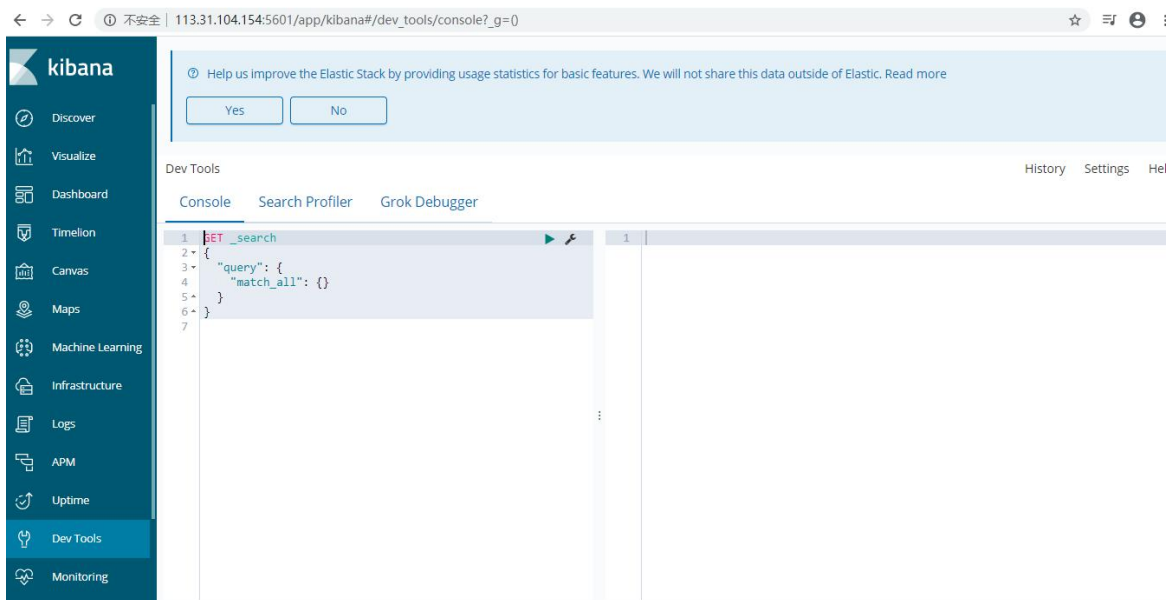 不安全 | 113.31.104.154:5601/app/kibana#/dev_tools/console?_g=()
kibana
Help us improve the Elastic Stack by providing usage statistics for basic features. We will not share this data outside of Elastic. Read more
Yes No
Discover
Visualize
Dashboard
Timelion
Canvas
Maps
Machine Learning
Infrastructure
Logs
APM
Uptime
Dev Tools
Monitoring
Dev Tools
History Settings Hel
Console Search Profiler Grok Debugger
1 GET _search
2 {
3 "query": {
4 "match_all": {}
5 }
6 }
7
1